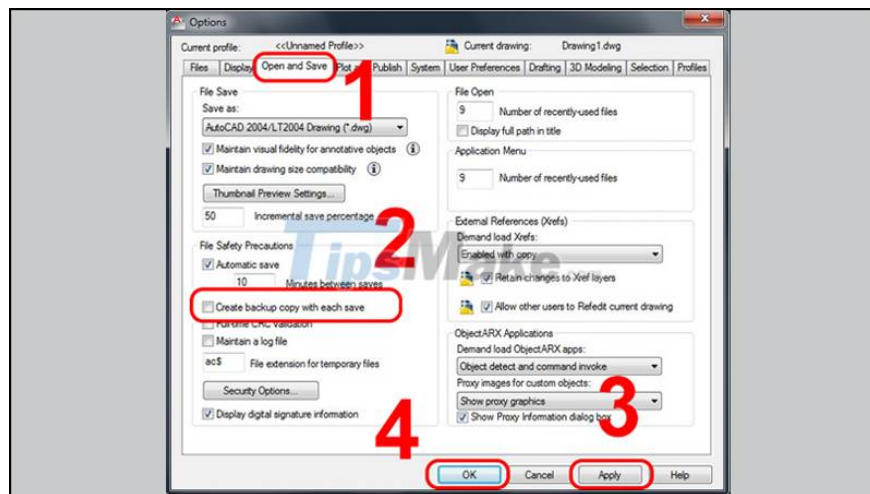 Options
Current profile: <<Unnamed Profile>> Current drawing: Drawing1.dwg
Files Display Open and Save Plot Publish System User Preferences Drafting 3D Modeling Selection Profiles
1
File Save
Save as:
AutoCAD 2004/LT2004 Drawing (*.dwg)
Maintain visual fidelity for annotative objects
Maintain drawing size compatibility
Thumbnail Preview Settings...
50 Incremental save percentage
2
File Safety Precautions
Automatic save
10 Minutes between saves
Create backup copy with each save
Full-time CRC validation
Maintain a log file
ac$ File extension for temporary files
Security Options...
Display digital signature information
File Open
9 Number of recently-used files
Display full path in title
Application Menu
9 Number of recently-used files
External References (Xrefs)
Demand load Xrefs:
Enabled with copy
Retain changes to Xref layers
Allow other users to Refedit current drawing
ObjectARX Applications
Demand load ObjectARX apps:
Object detect and command invoke
Proxy images for custom objects:
Show proxy graphics
Show Proxy Information dialog box
3
4
OK Cancel Apply Help
TipsMake